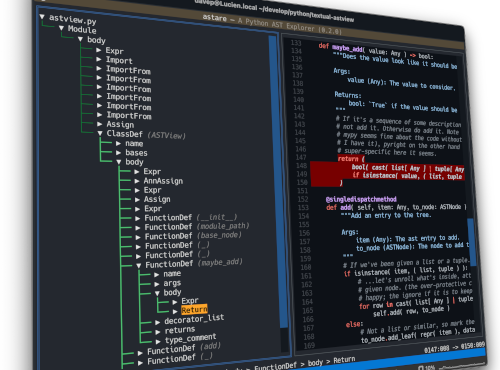 davep@Lucien.local ~/develop/python/textual-astview
astare — A Python AST Explorer (0.2.0)
▼ astview.py
▼ Module
▼ body
▶ Expr
▶ Import
▶ ImportFrom
▶ ImportFrom
▶ ImportFrom
▶ ImportFrom
▶ ImportFrom
▶ Assign
▼ ClassDef (ASTView)
▶ name
▶ bases
▼ body
▶ Expr
▶ AnnAssign
▶ Expr
▶ Assign
▶ Expr
▶ FunctionDef (__init__)
▶ FunctionDef (module_path)
▶ FunctionDef (base_node)
▶ FunctionDef (_)
▶ FunctionDef (_)
▼ FunctionDef (maybe_add)
▶ name
▶ args
▼ body
▶ Expr
▶ Return
▶ decorator_list
▶ returns
▶ type_comment
▶ FunctionDef (add)
▶ FunctionDef (_)
133 def maybe_add( value: Any ) -> bool:
134 """Does the value look like it should be
135
136 Args:
137 value (Any): The value to consider.
138
139 Returns:
140 bool: `True` if the value should be
141 """
142 # If it's a sequence of some description
143 # not add it. Otherwise do add it. Note
144 # mypy seems fine about the code without
145 # I have it), pyright on the other hand
146 # super-specific here it seems.
147 return (
148 bool( cast( list[ Any ] | tuple[ Any
149 if isinstance( value, ( list, tuple
150 )
151
152 @singledispatchmethod
153 def add( self, item: Any, to_node: ASTNode )
154 """Add an entry to the tree.
155
156 Args:
157 item (Any): The ast entry to add.
158 to_node (ASTNode): The node to add t
159 """
160 # If we've been given a list or a tuple
161 if isinstance( item, ( list, tuple ) ):
162 # ...let's unroll what's inside, att
163 # given node. (the over-protective c
164 # happy; the ignore if it is to keep
165 for row in cast( list[ Any ] | tuple
166 self.add( row, to_node )
167 else:
168 # Not a list or similar, so mark the
169 to_node.add_leaf( repr( item ), data
> FunctionDef > body > Return
0147:008 -> 0150:009